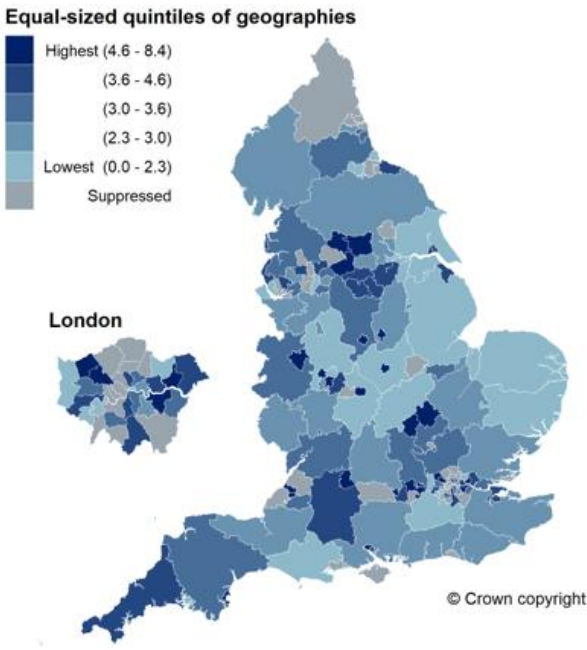 Equal-sized quintiles of geographies
Highest (4.6 - 8.4)
(3.6 - 4.6)
(3.0 - 3.6)
(2.3 - 3.0)
Lowest (0.0 - 2.3)
Suppressed
London
© Crown copyright